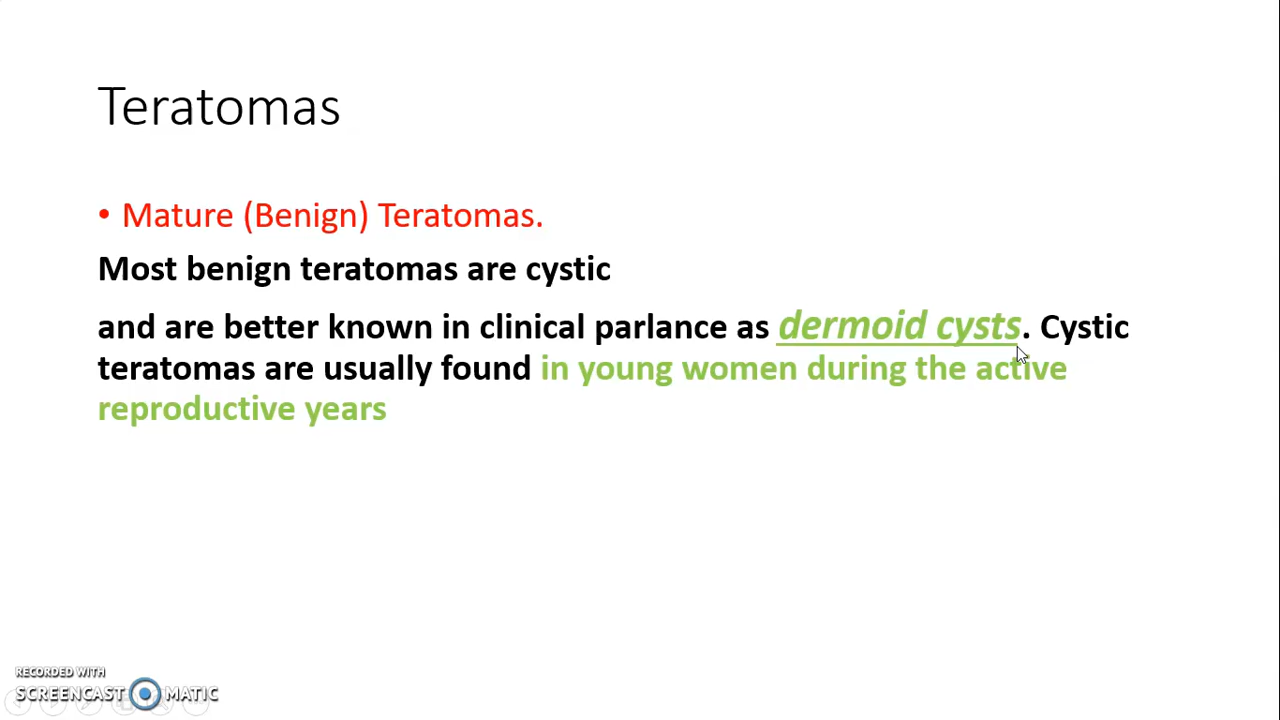 Teratomas
• Mature (Benign) Teratomas.
Most benign teratomas are cystic
and are better known in clinical parlance as dermoid cysts. Cystic
teratomas are usually found in young women during the active
reproductive years
RECORDED WITH
SCREENCAST MATIC